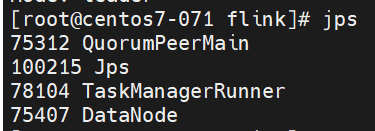 [root@centos7-071 flink]# jps
75312 QuorumPeerMain
100215 Jps
78104 TaskManagerRunner
75407 DataNode